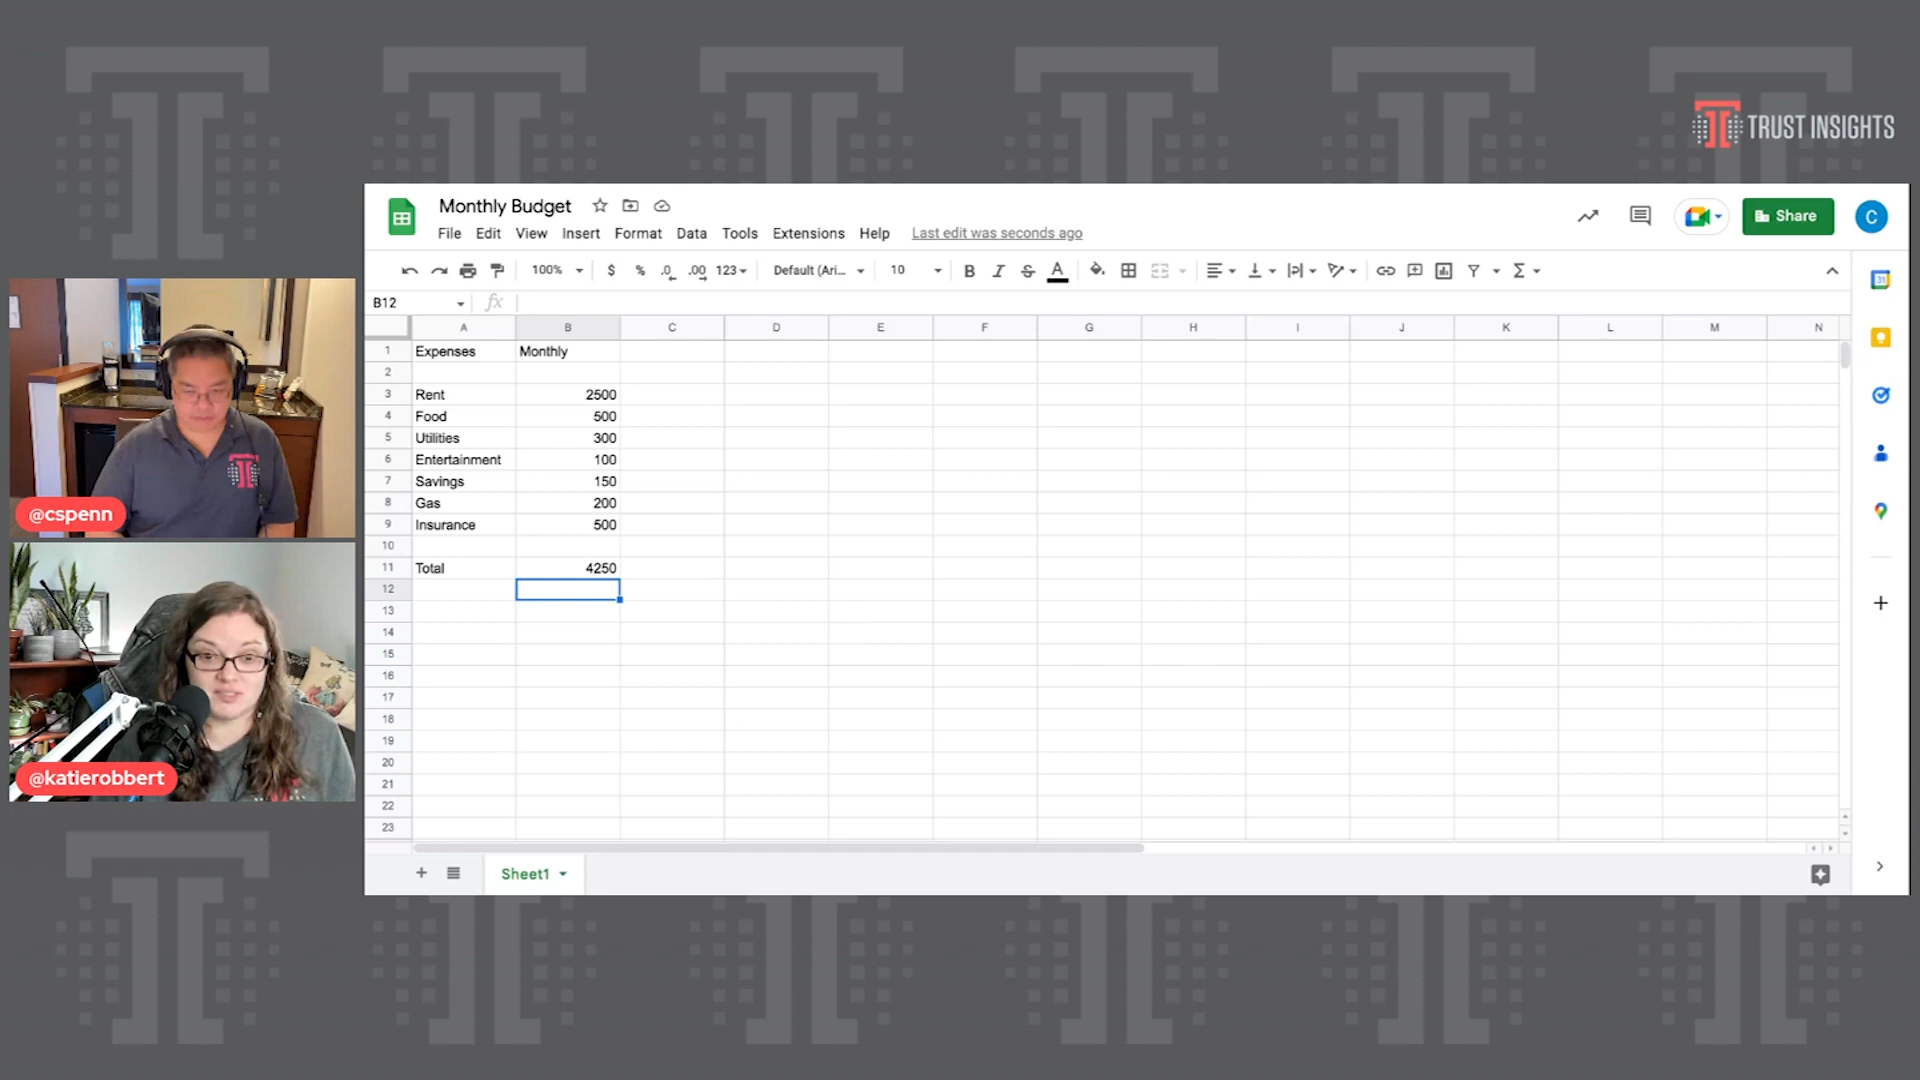 TRUST INSIGHTS
Monthly Budget
File Edit View Insert Format Data Tools Extensions Help Last edit was seconds ago
Share
C
100% $ % .0 .00 123 Default (Ari... 10 B I S A
31
B12 fx
A B C D E F G H I J K L M N
1 Expenses Monthly
2
3 Rent 2500
4 Food 500
5 Utilities 300
6 Entertainment 100
7 Savings 150
8 Gas 200
9 Insurance 500
10
11 Total 4250
12
13
14
15
16
17
18
19
20
21
22
23
Sheet1
@cspenn
@katierobbert